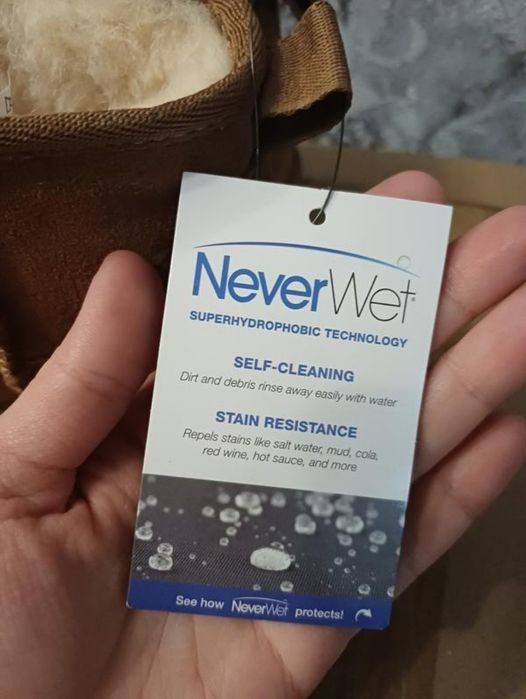 NeverWet
SUPERHYDROPHOBIC TECHNOLOGY
SELF-CLEANING
Dirt and debris rinse away easily with water
STAIN RESISTANCE
Repels stains like salt water, mud, cola,
red wine, hot sauce, and more
See how NeverWet protects!